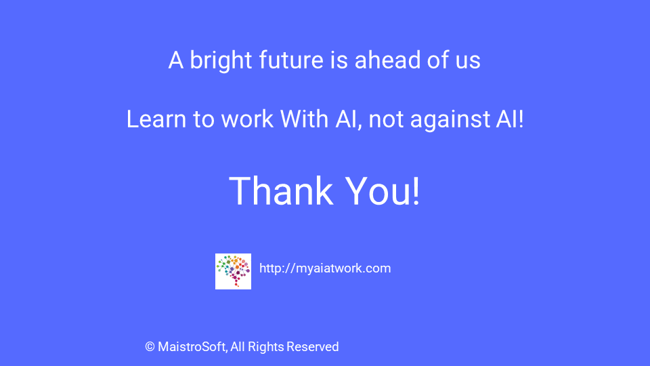 A bright future is ahead of us
Learn to work With AI, not against AI!
Thank You!
http://myaiatwork.com
© MaistroSoft, All Rights Reserved